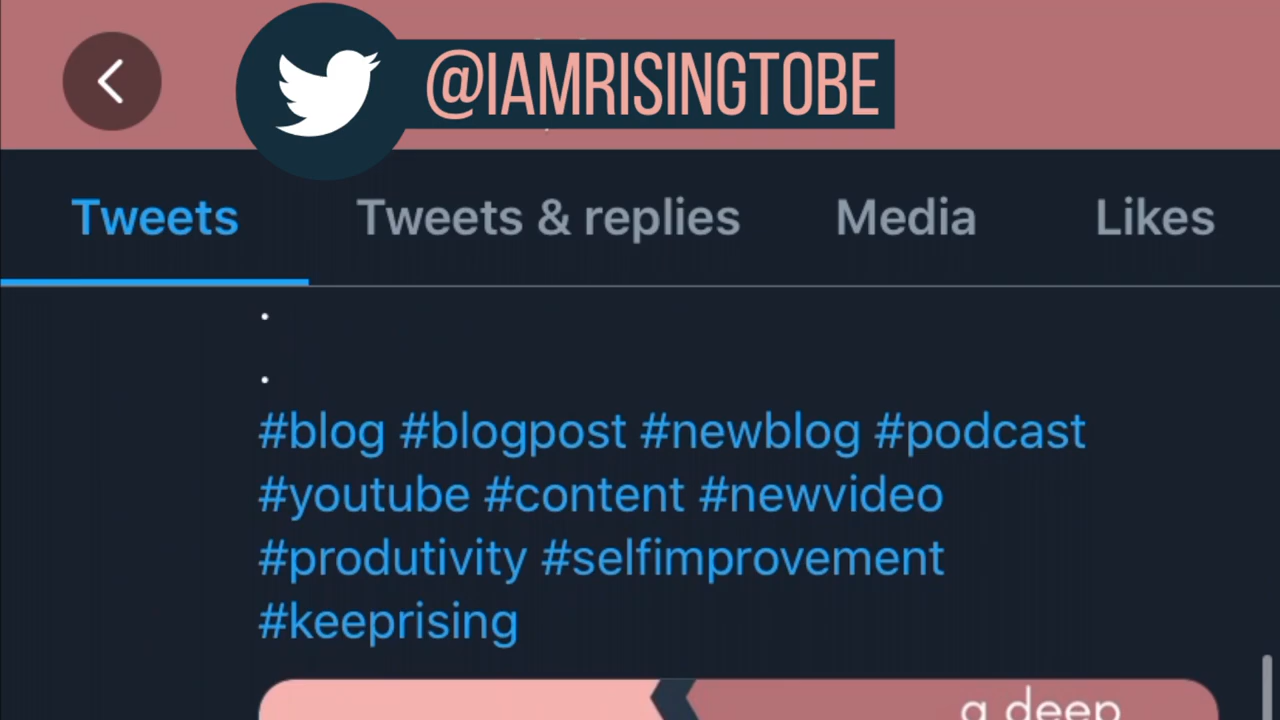 @IAMRISINGTOBE
Tweets Tweets & replies Media Likes
.
.
#blog #blogpost #newblog #podcast
#youtube #content #newvideo
#produtivity #selfimprovement
#keeprising
a deep